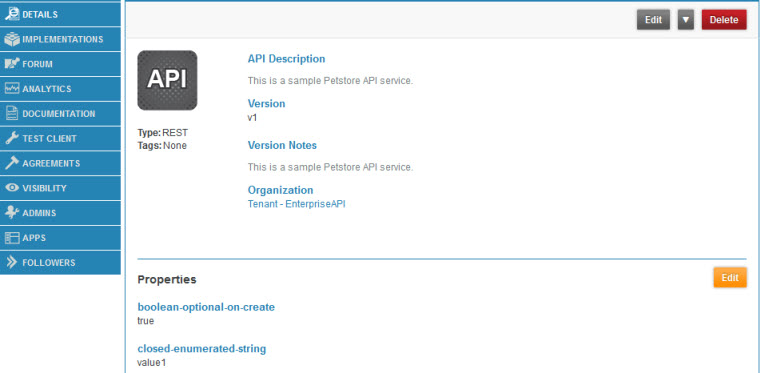 DETAILS
IMPLEMENTATIONS
FORUM
ANALYTICS
DOCUMENTATION
TEST CLIENT
AGREEMENTS
VISIBILITY
ADMINS
APPS
FOLLOWERS
Edit
Delete
API
Type: REST
Tags: None
API Description
This is a sample Petstore API service.
Version
v1
Version Notes
This is a sample Petstore API service.
Organization
Tenant - EnterpriseAPI
Properties
Edit
boolean-optional-on-create
true
closed-enumerated-string
value1